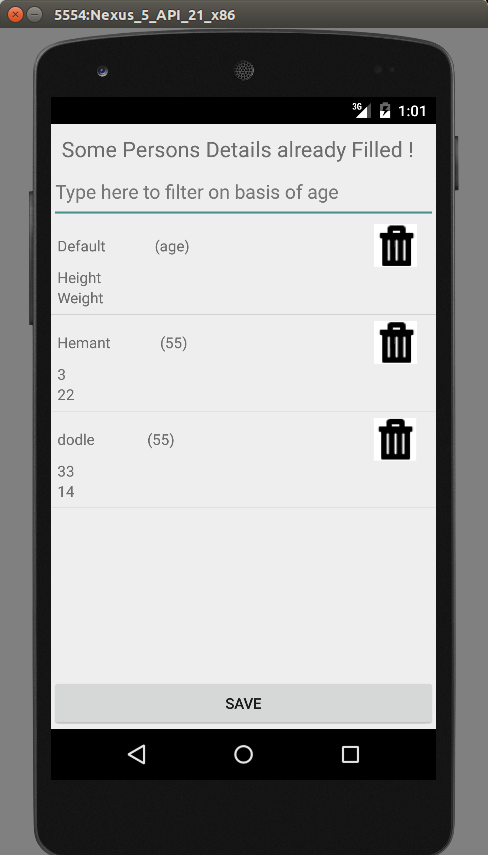 5554:Nexus_5_API_21_x86
3G 1:01
Some Persons Details already Filled !
Type here to filter on basis of age
Default (age)
Height
Weight
Hemant (55)
3
22
dodle (55)
33
14
SAVE